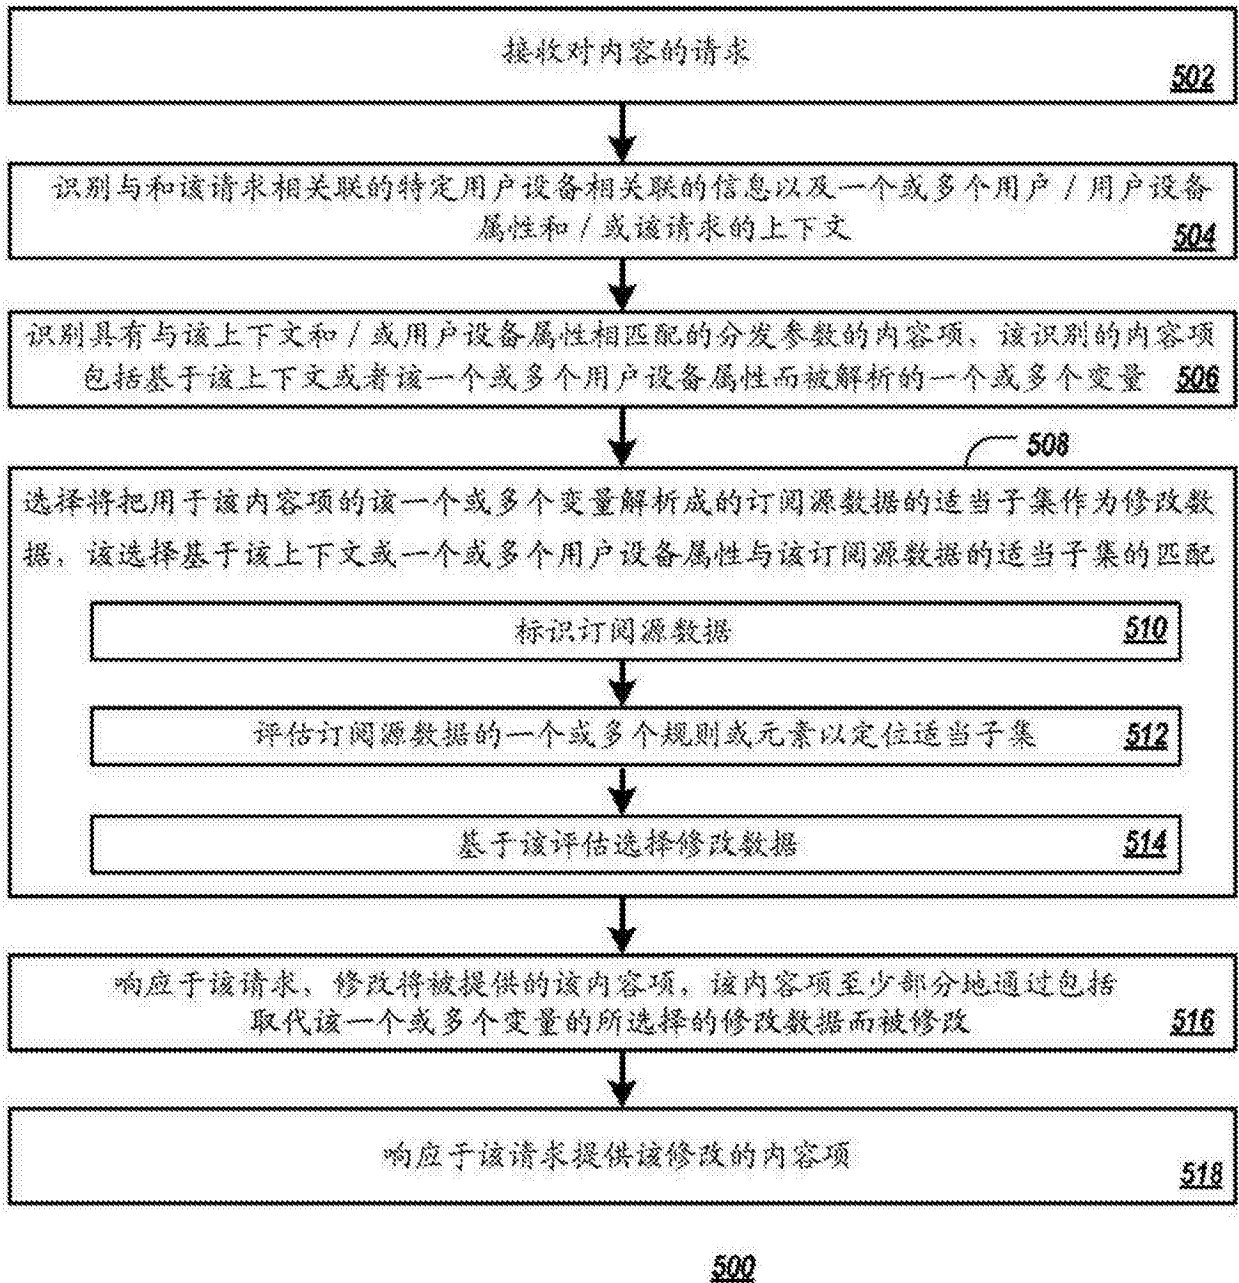 接收对内容的请求
502
识别与和该请求相关联的特定用户设备相关联的信息以及一个或多个用户/用户设备
属性和/或该请求的上下文
504
识别具有与该上下文和/或用户设备属性相匹配的分发参数的内容项，该识别的内容项
包括基于该上下文或者该一个或多个用户设备属性而被解析的一个或多个变量
506
508
选择将把用于该内容项的该一个或多个变量解析成的订阅源数据的适当子集作为修改数
据，该选择基于该上下文或一个或多个用户设备属性与该订阅源数据的适当子集的匹配
标识订阅源数据
510
评估订阅源数据的一个或多个规则或元素以定位适当子集
512
基于该评估选择修改数据
514
响应于该请求，修改将被提供的该内容项，该内容项至少部分地通过包括
取代该一个或多个变量的所选择的修改数据而被修改
516
响应于该请求提供该修改的内容项
518
500